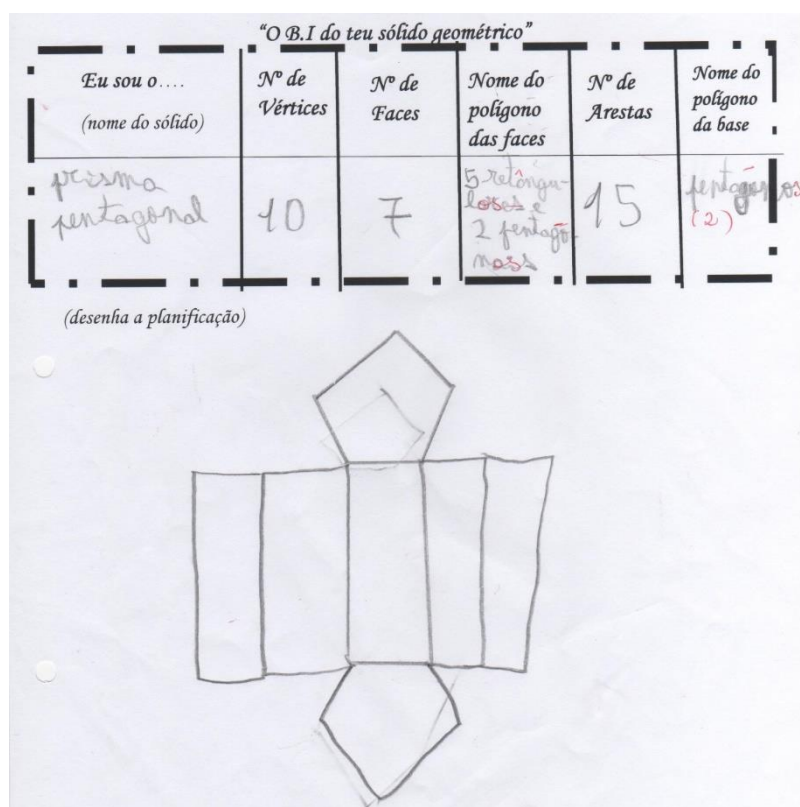 "O B.I do teu sólido geométrico"
Eu sou o....
(nome do sólido)
Nº de
Vértices
Nº de
Faces
Nome do
polígono
das faces
Nº de
Arestas
Nome do
polígono
da base
prisma
pentagonal
10
7
5 retângu-
los e
2 pentágo-
nos
15
pentágonos
(2)
(desenha a planificação)